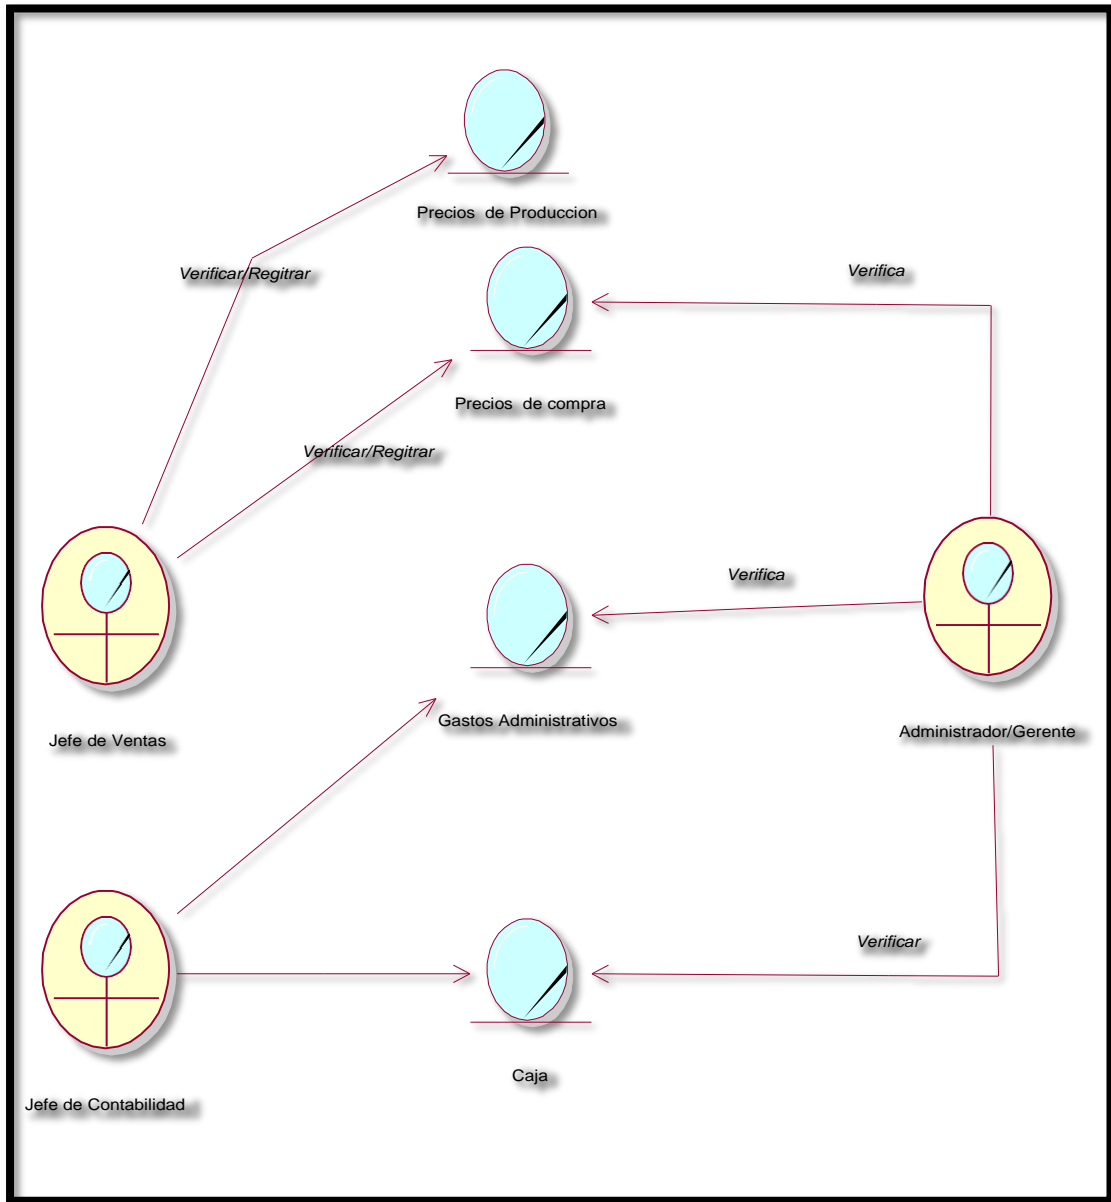 Precios  de Produccion
Verificar/Regitrar
Verifica
Precios  de compra
Verificar/Regitrar
Verifica
Gastos Administrativos
Jefe de Ventas
Administrador/Gerente
Verificar
Caja
Jefe de Contabilidad